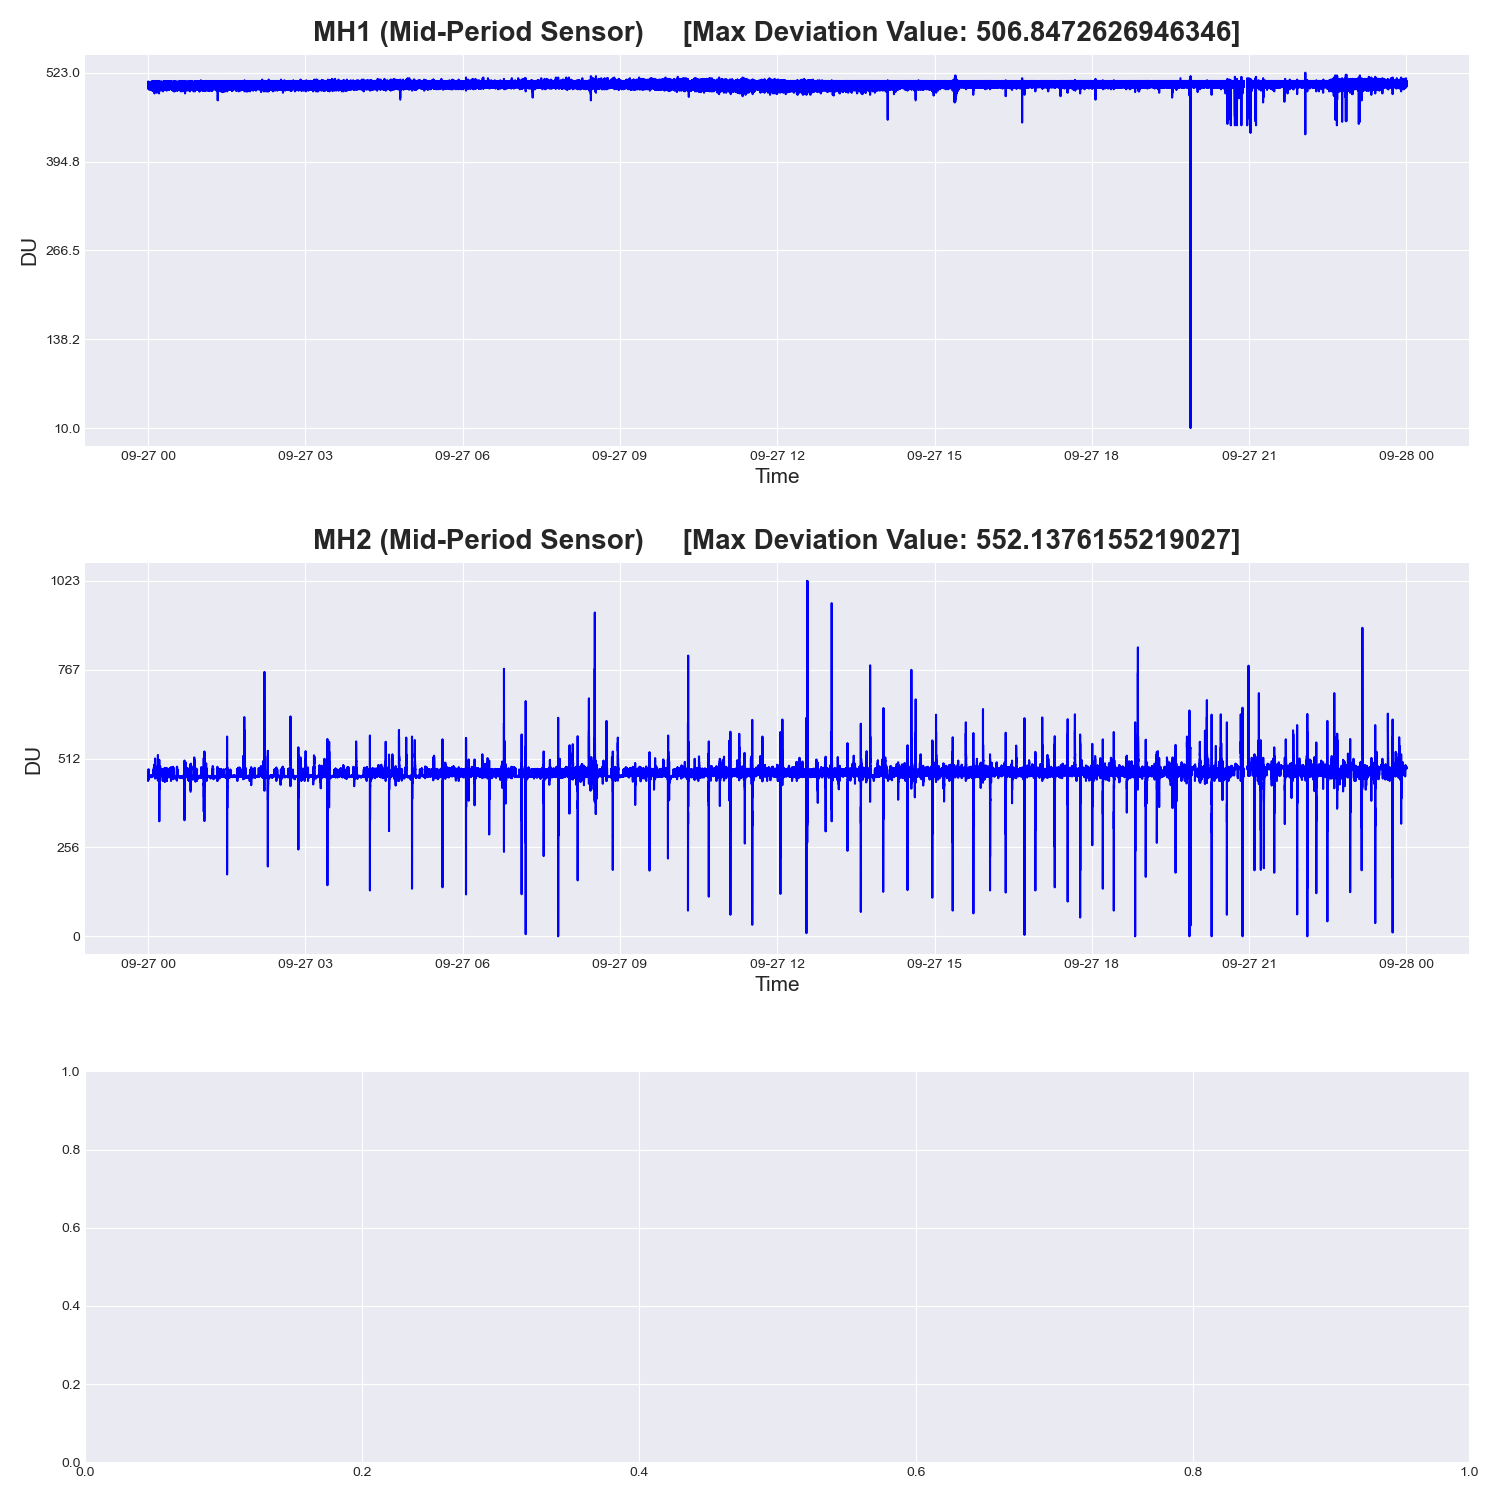 MH1 (Mid-Period Sensor) [Max Deviation Value: 506.8472626946346]
523.0
394.8
266.5
138.2
10.0
DU
09-27 00 09-27 03 09-27 06 09-27 09 09-27 12 09-27 15 09-27 18 09-27 21 09-28 00
Time
MH2 (Mid-Period Sensor) [Max Deviation Value: 552.1376155219027]
1023
767
512
256
0
DU
09-27 00 09-27 03 09-27 06 09-27 09 09-27 12 09-27 15 09-27 18 09-27 21 09-28 00
Time
1.0
0.8
0.6
0.4
0.2
0.0
0.0 0.2 0.4 0.6 0.8 1.0